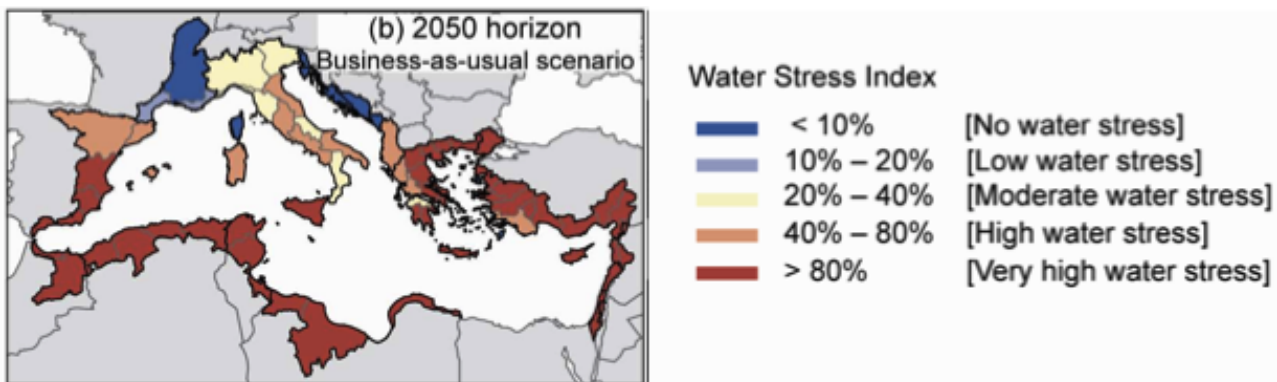 (b) 2050 horizon
Business-as-usual scenario
Water Stress Index
< 10% [No water stress]
10% – 20% [Low water stress]
20% – 40% [Moderate water stress]
40% – 80% [High water stress]
> 80% [Very high water stress]